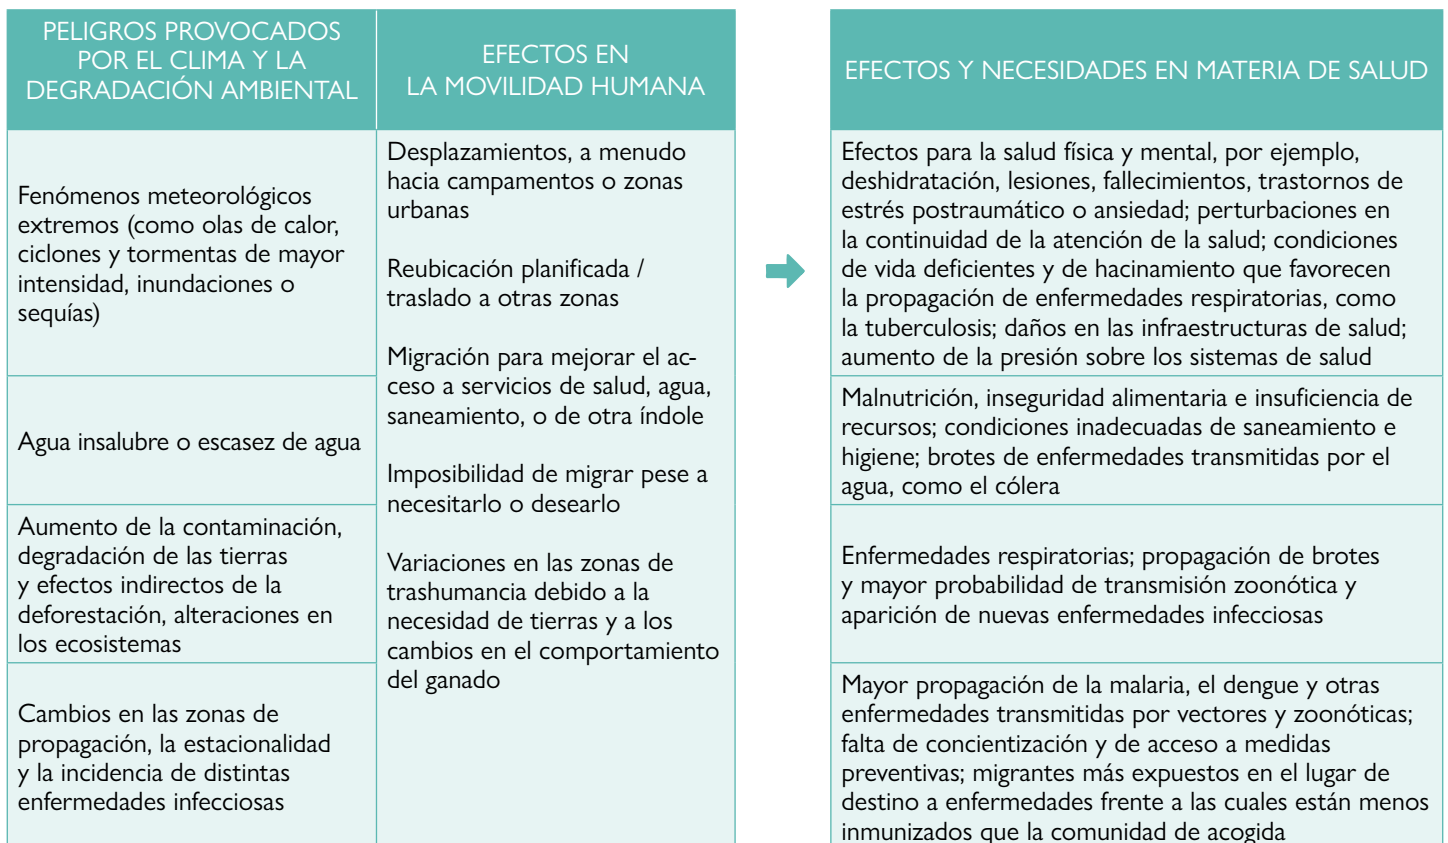 PELIGROS PROVOCADOS
POR EL CLIMA Y LA
DEGRADACIÓN AMBIENTAL
EFECTOS EN
LA MOVILIDAD HUMANA
EFECTOS Y NECESIDADES EN MATERIA DE SALUD
Fenómenos meteorológicos
extremos (como olas de calor,
ciclones y tormentas de mayor
intensidad, inundaciones o
sequías)
Agua insalubre o escasez de agua
Aumento de la contaminación,
degradación de las tierras
y efectos indirectos de la
deforestación, alteraciones en
los ecosistemas
Cambios en las zonas de
propagación, la estacionalidad
y la incidencia de distintas
enfermedades infecciosas
Desplazamientos, a menudo
hacia campamentos o zonas
urbanas
Reubicación planificada /
traslado a otras zonas
Migración para mejorar el ac-
ceso a servicios de salud, agua,
saneamiento, o de otra índole
Imposibilidad de migrar pese a
necesitarlo o desearlo
Variaciones en las zonas de
trashumancia debido a la
necesidad de tierras y a los
cambios en el comportamiento
del ganado
Efectos para la salud física y mental, por ejemplo,
deshidratación, lesiones, fallecimientos, trastornos de
estrés postraumático o ansiedad; perturbaciones en
la continuidad de la atención de la salud; condiciones
de vida deficientes y de hacinamiento que favorecen
la propagación de enfermedades respiratorias, como
la tuberculosis; daños en las infraestructuras de salud;
aumento de la presión sobre los sistemas de salud
Malnutrición, inseguridad alimentaria e insuficiencia de
recursos; condiciones inadecuadas de saneamiento e
higiene; brotes de enfermedades transmitidas por el
agua, como el cólera
Enfermedades respiratorias; propagación de brotes
y mayor probabilidad de transmisión zoonótica y
aparición de nuevas enfermedades infecciosas
Mayor propagación de la malaria, el dengue y otras
enfermedades transmitidas por vectores y zoonóticas;
falta de concientización y de acceso a medidas
preventivas; migrantes más expuestos en el lugar de
destino a enfermedades frente a las cuales están menos
inmunizados que la comunidad de acogida